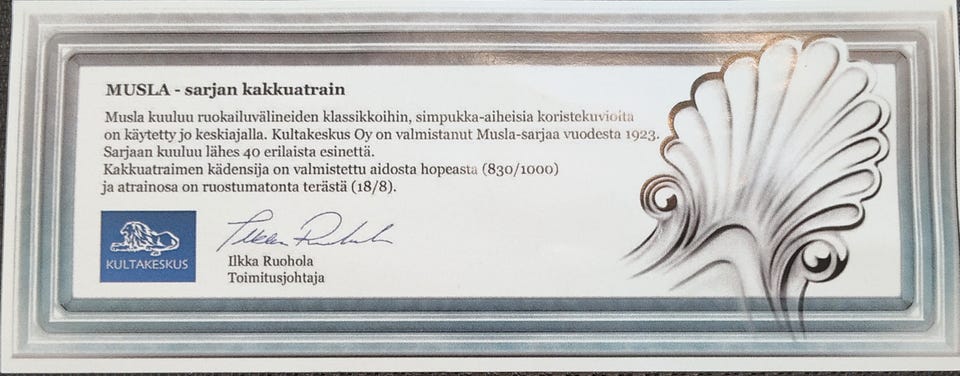 MUSLA - sarjan kakkuatrain
Musla kuuluu ruokailuvälineiden klassikkoihin, simpukka-aiheisia koristekuvioita
on käytetty jo keskiajalla. Kultakeskus Oy on valmistanut Musla-sarjaa vuodesta 1923.
Sarjaan kuuluu lähes 40 erilaista esinettä.
Kakkuatraimen kädensija on valmistettu aidosta hopeasta (830/1000)
ja atrainosa on ruostumatonta terästä (18/8).
Ilkka Ruohola
KULTAKESKUS
Ilkka Ruohola
Toimitusjohtaja